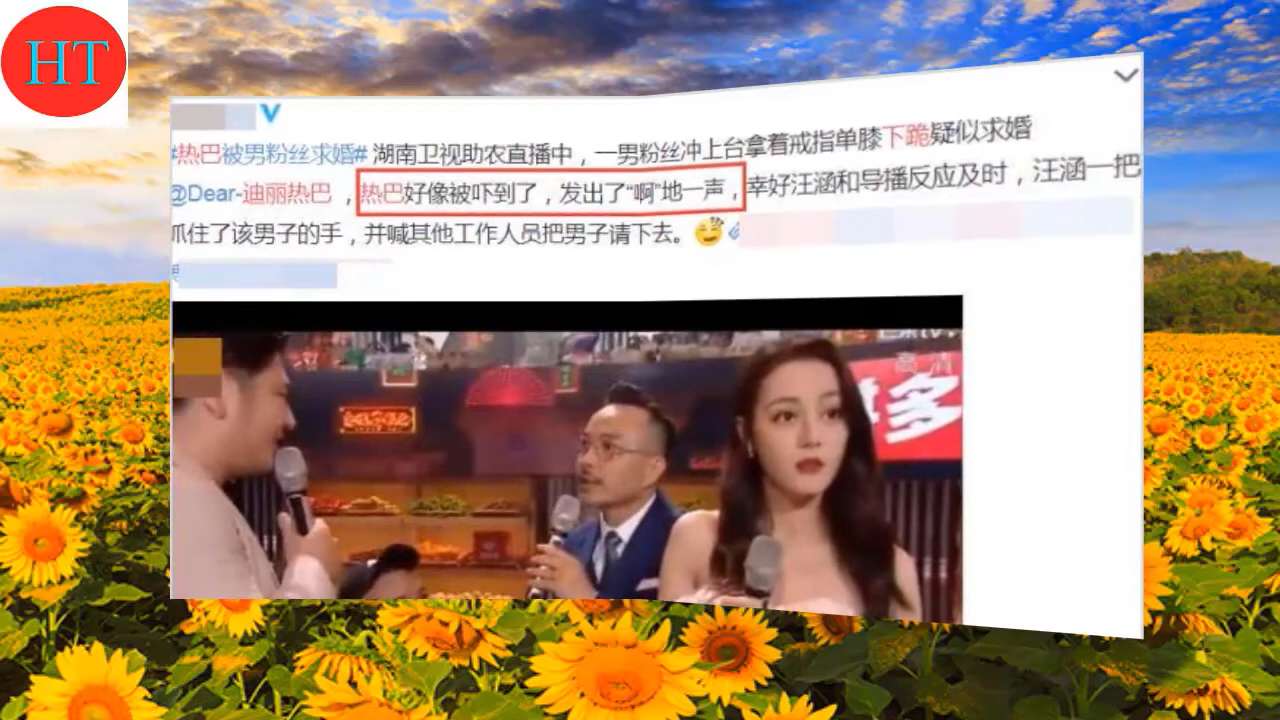 HT
#热巴被男粉丝求婚# 湖南卫视助农直播中，一男粉丝冲上台拿着戒指单膝下跪疑似求婚
@Dear-迪丽热巴 ，热巴好像被吓到了，发出了“啊”地一声，幸好汪涵和导播反应及时，汪涵一把
抓住了该男子的手，并喊其他工作人员把男子请下去。
高清
多